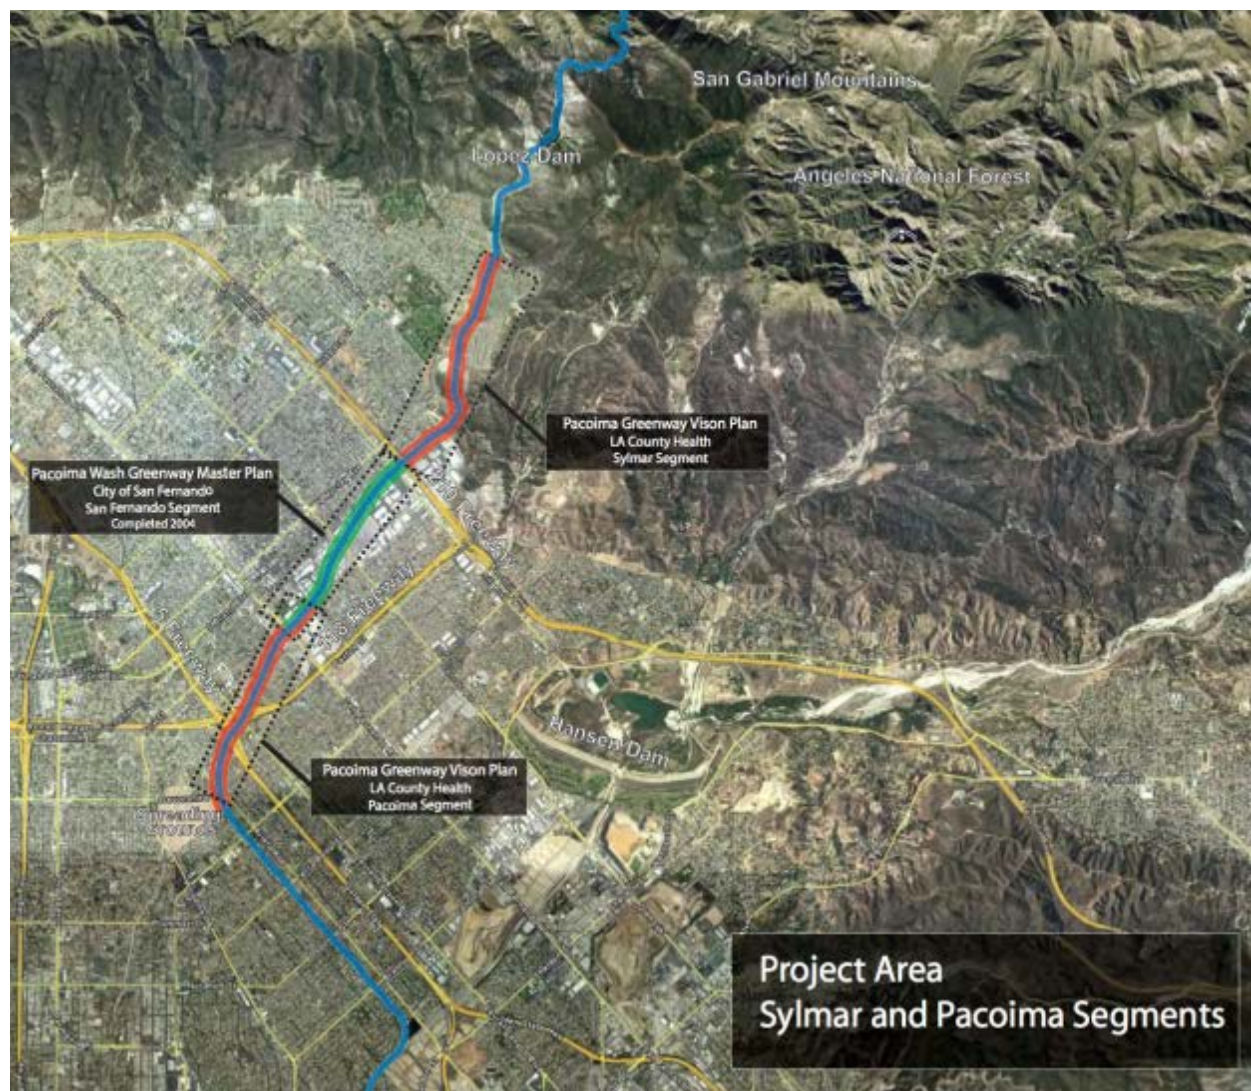 San Gabriel Mountains
Lopez Dam
Angeles National Forest
Pacoima Greenway Vison Plan
LA County Health
Sylmar Segment
Pacoima Wash Greenway Master Plan
City of San Fernando
San Fernando Segment
Completed 2004
Hansen Dam
Pacoima Greenway Vison Plan
LA County Health
Pacoima Segment
Spreading
Grounds
Project Area
Sylmar and Pacoima Segments